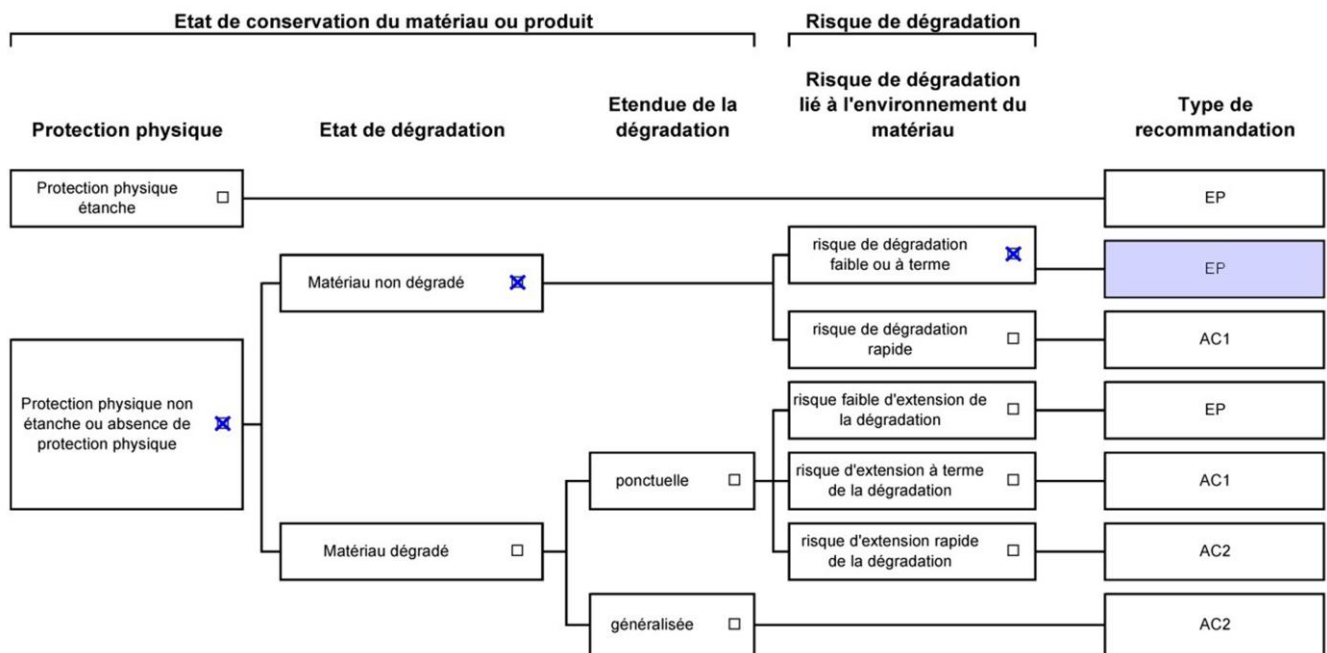 Etat de conservation du matériau ou produit
Risque de dégradation
Protection physique
Etat de dégradation
Etendue de la
dégradation
Risque de dégradation
lié à l'environnement du
matériau
Type de
recommandation
Protection physique
étanche
EP
Matériau non dégradé
risque de dégradation
faible ou à terme
EP
risque de dégradation
rapide
AC1
Protection physique non
étanche ou absence de
protection physique
risque faible d'extension de
la dégradation
EP
ponctuelle
risque d'extension à terme
de la dégradation
AC1
Matériau dégradé
risque d'extension rapide
de la dégradation
AC2
généralisée
AC2